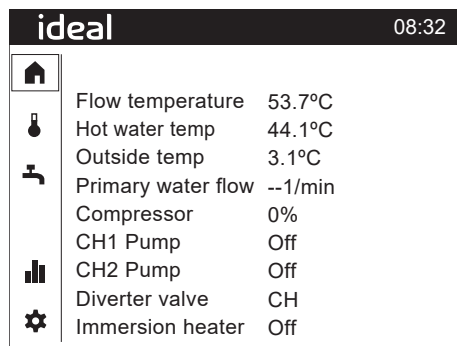 ideal 08:32
Flow temperature 53.7ºC
Hot water temp 44.1ºC
Outside temp 3.1ºC
Primary water flow --1/min
Compressor 0%
CH1 Pump Off
CH2 Pump Off
Diverter valve CH
Immersion heater Off